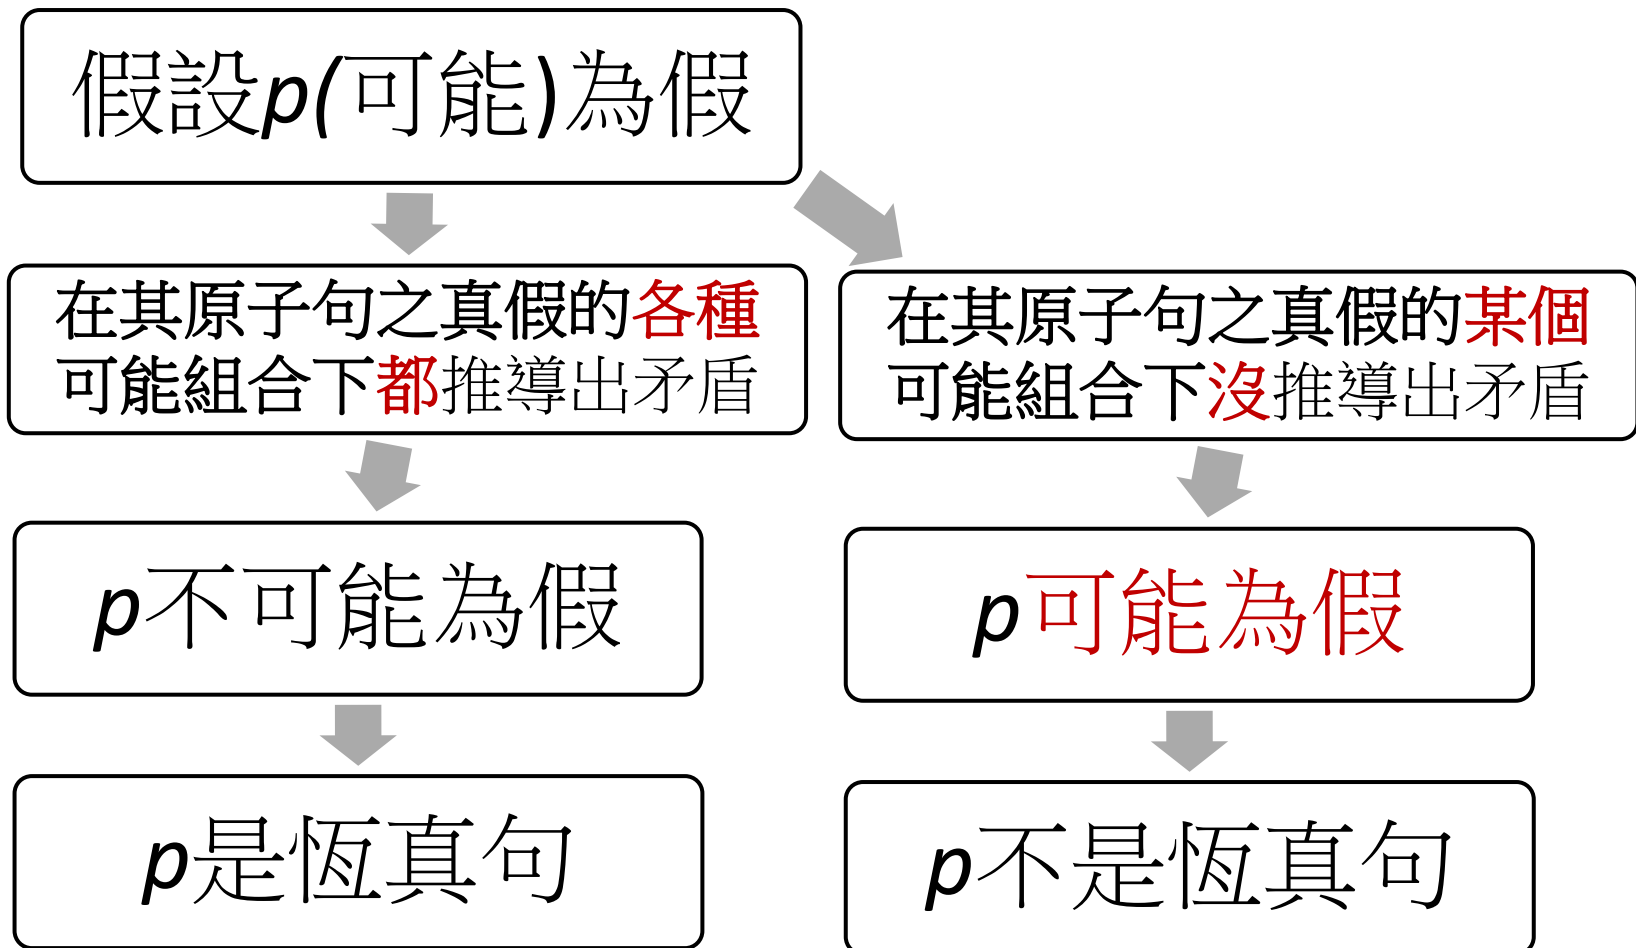 假設p(可能)為假
在其原子句之真假的各種
可能組合下都推導出矛盾
在其原子句之真假的某個
可能組合下沒推導出矛盾
p不可能為假
p可能為假
p是恆真句
p不是恆真句